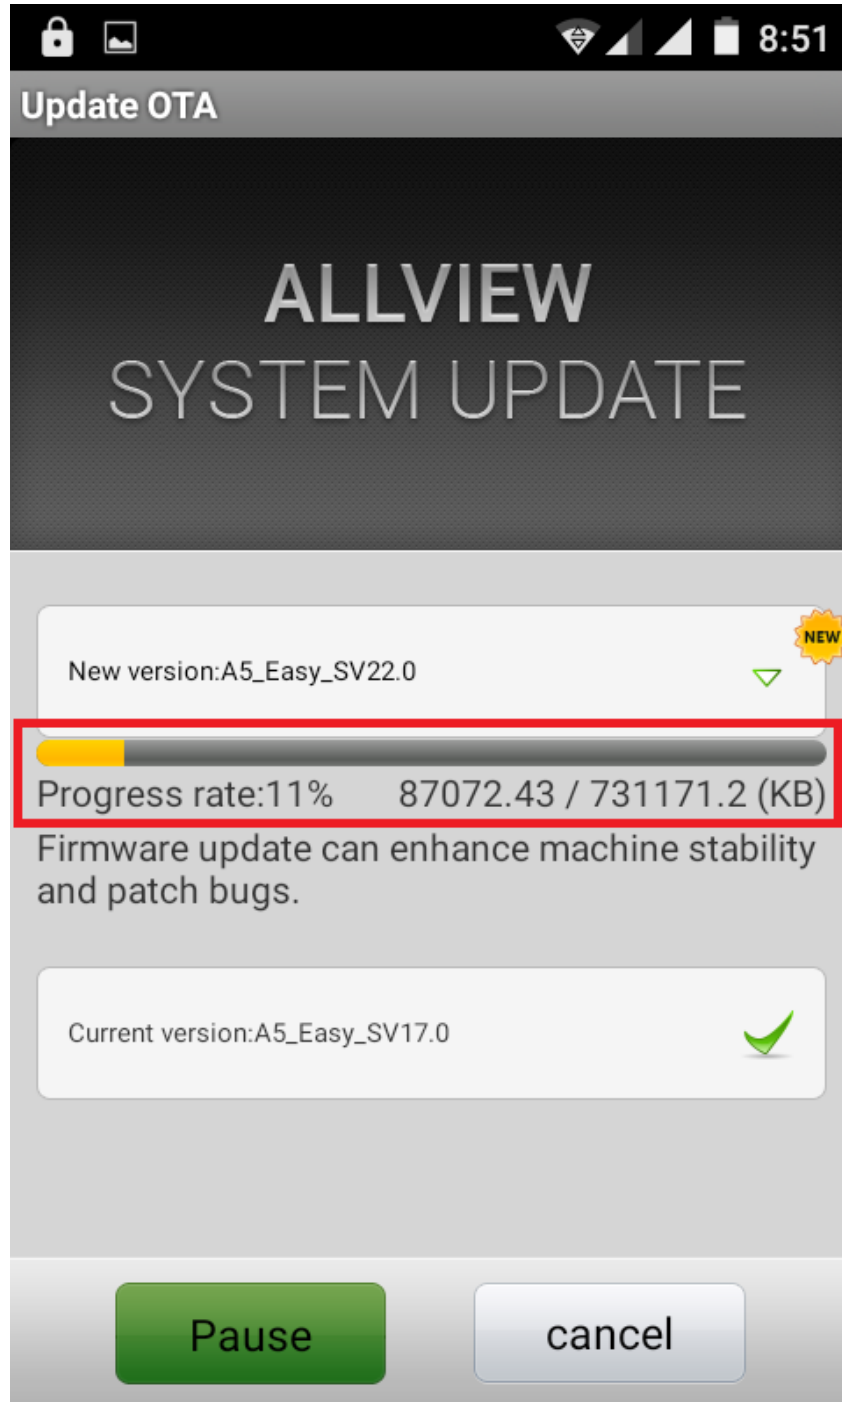 8:51
Update OTA
ALLVIEW
SYSTEM UPDATE
NEW
New version:A5_Easy_SV22.0
Progress rate:11% 87072.43 / 731171.2 (KB)
Firmware update can enhance machine stability
and patch bugs.
Current version:A5_Easy_SV17.0
Pause cancel